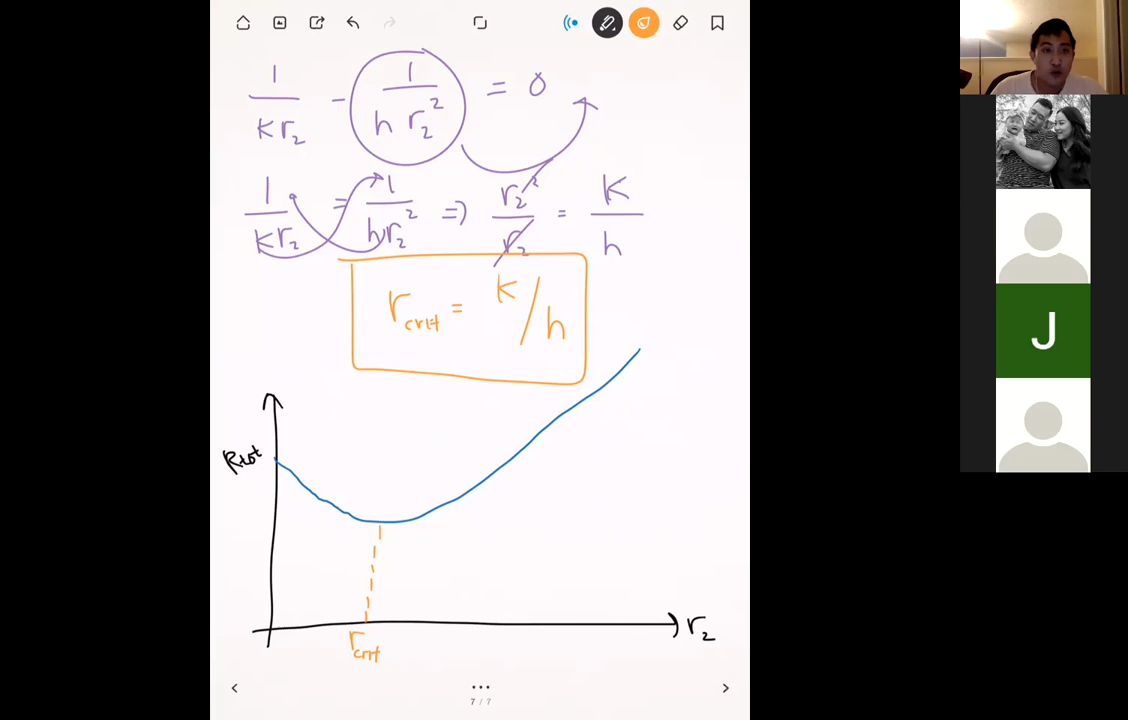 1/Kr₂ - 1/hr₂² = 0
1/Kr₂ = 1/hr₂² ⇒ r₂²/r₂ = K/h
r_crit = K/h
Rtot
r₂
r_crit
J
7 / 7